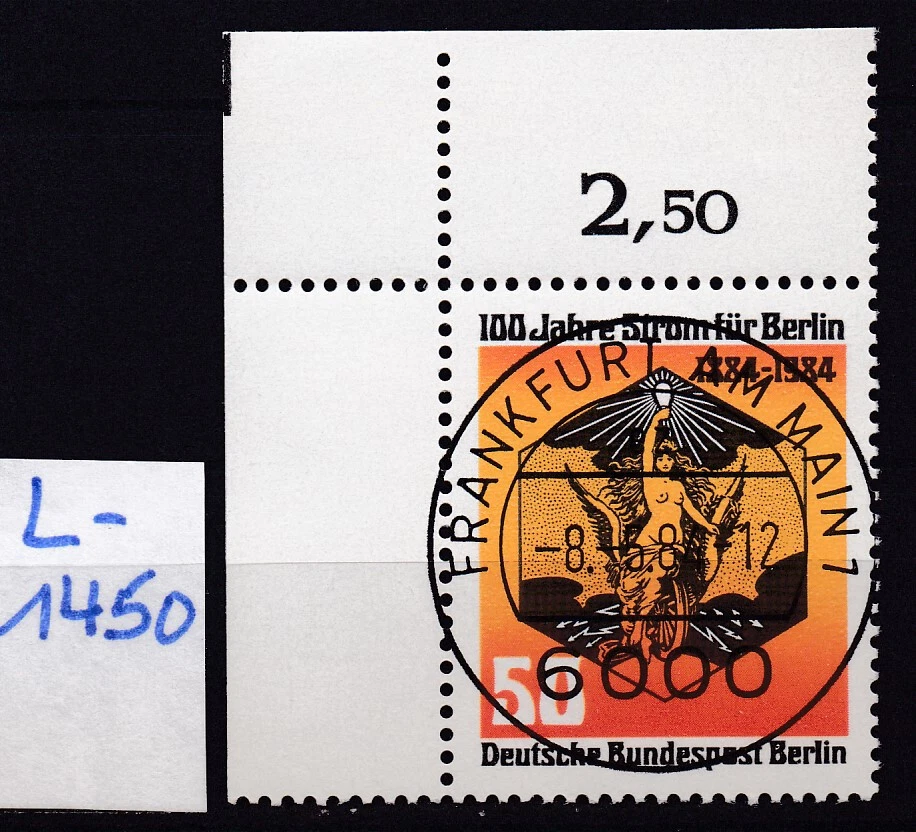 2,50
100 Jahre Strom für Berlin
1884-1984
FRANKFURT AM MAIN 1
-8. 84-12
6000
50
Deutsche Bundespost Berlin
L-
1450